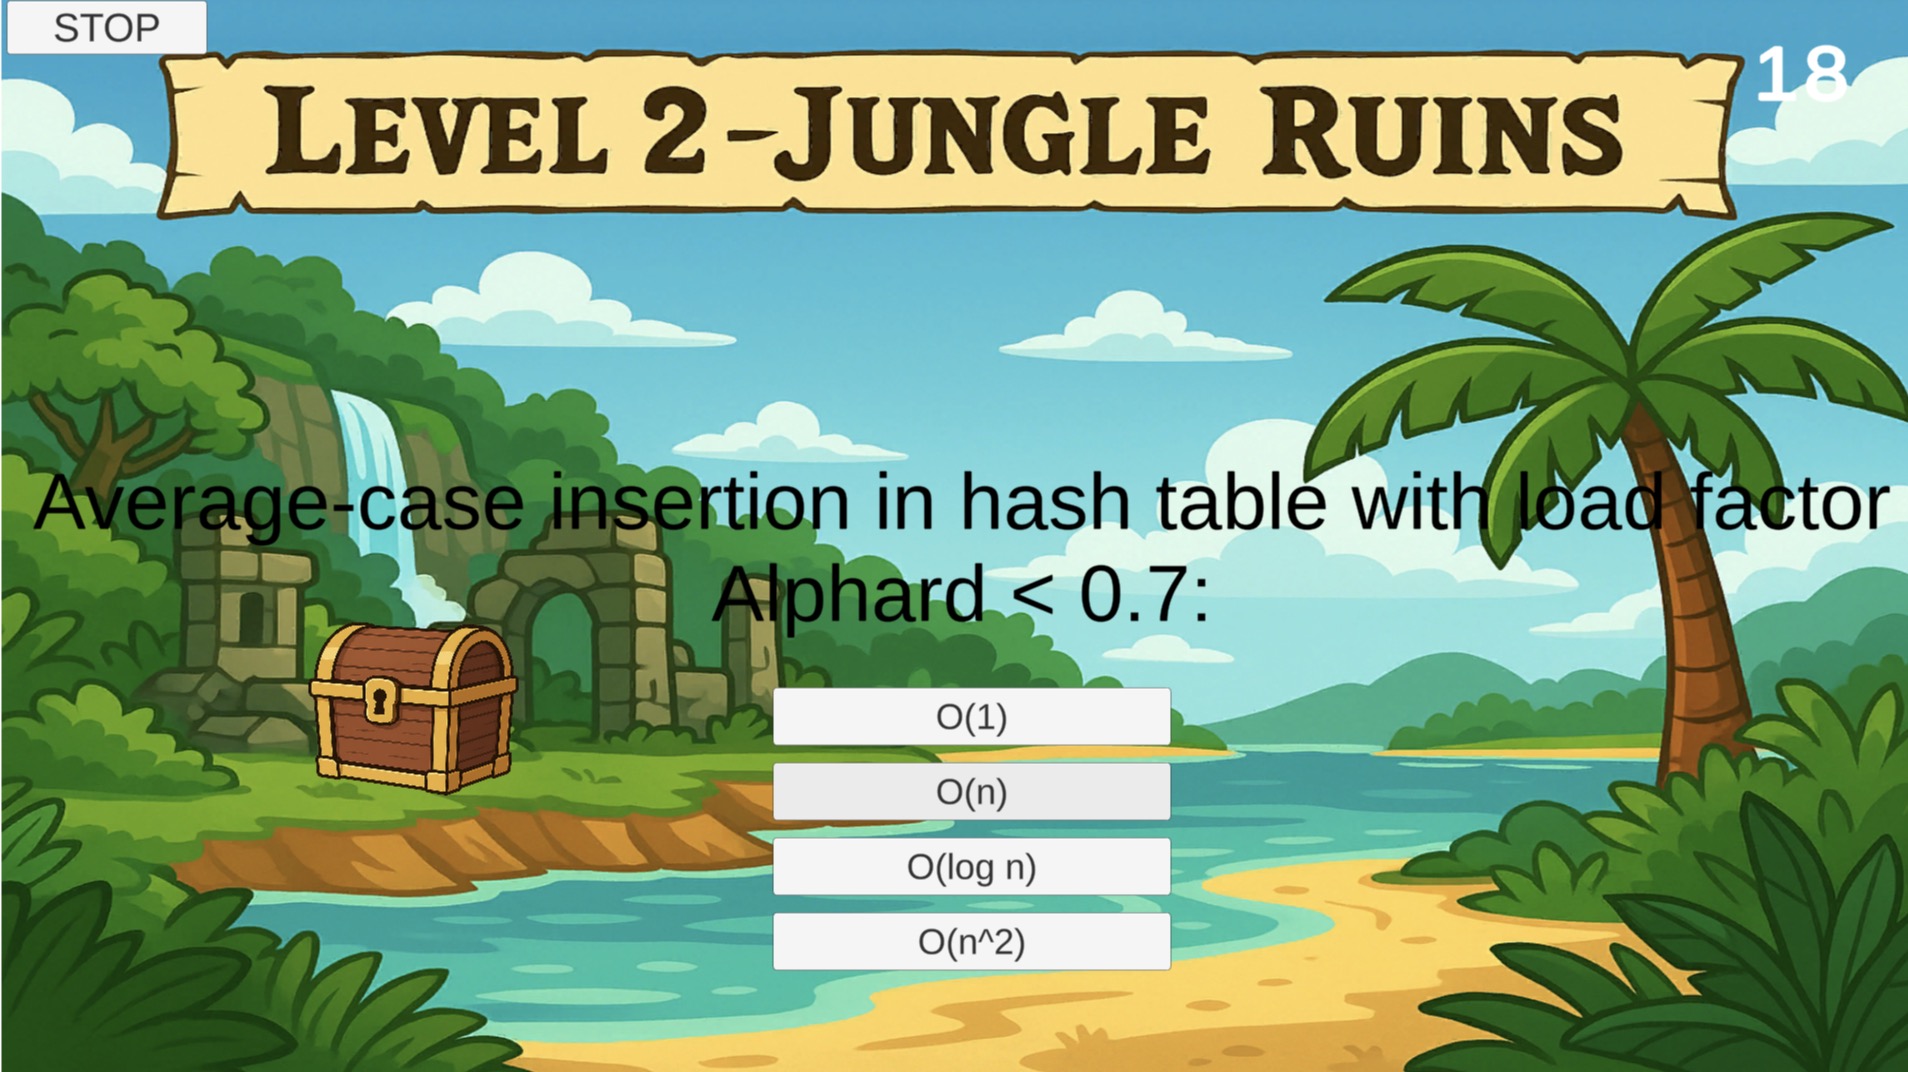 STOP
LEVEL 2-JUNGLE RUINS
18
Average-case insertion in hash table with load factor
Alphard < 0.7:
O(1)
O(n)
O(log n)
O(n^2)